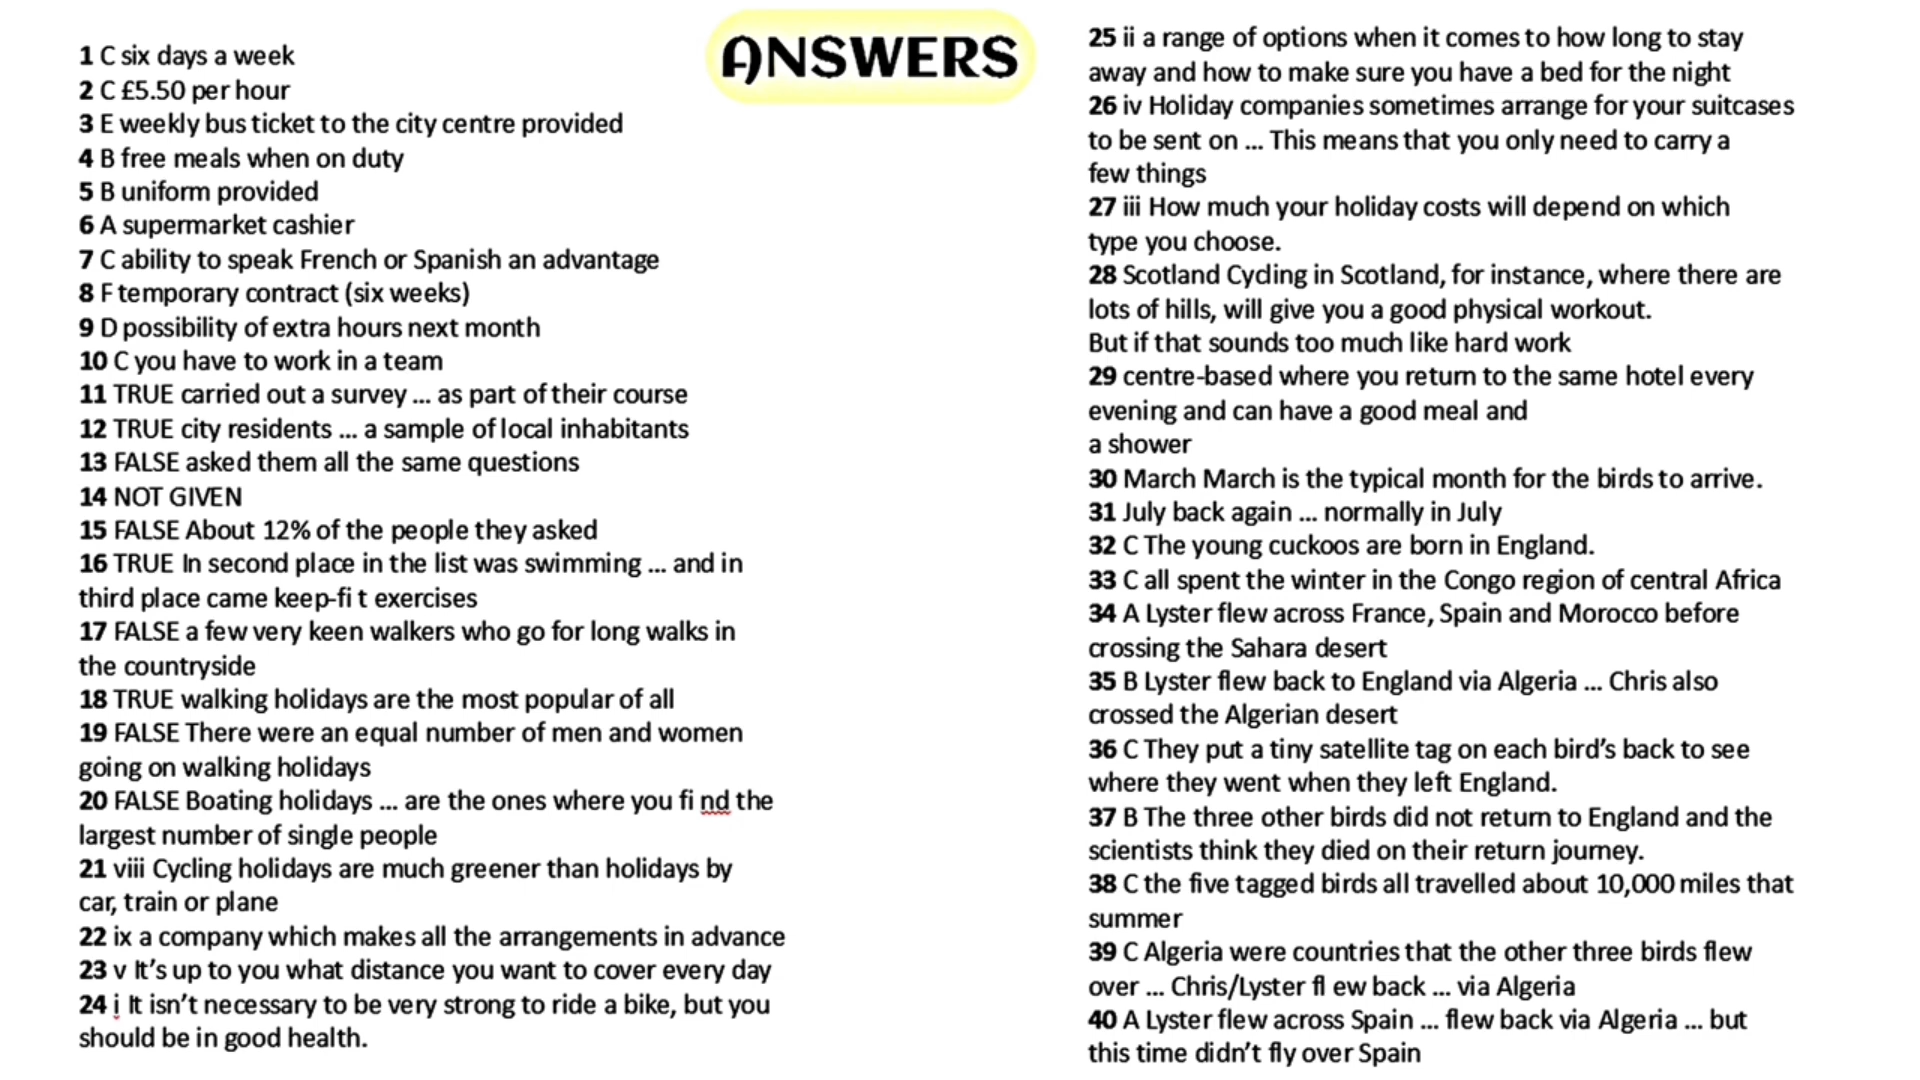 ANSWERS
1 C six days a week
2 C £5.50 per hour
3 E weekly bus ticket to the city centre provided
4 B free meals when on duty
5 B uniform provided
6 A supermarket cashier
7 C ability to speak French or Spanish an advantage
8 F temporary contract (six weeks)
9 D possibility of extra hours next month
10 C you have to work in a team
11 TRUE carried out a survey ... as part of their course
12 TRUE city residents ... a sample of local inhabitants
13 FALSE asked them all the same questions
14 NOT GIVEN
15 FALSE About 12% of the people they asked
16 TRUE In second place in the list was swimming ... and in
third place came keep-fi t exercises
17 FALSE a few very keen walkers who go for long walks in
the countryside
18 TRUE walking holidays are the most popular of all
19 FALSE There were an equal number of men and women
going on walking holidays
20 FALSE Boating holidays ... are the ones where you fi nd the
largest number of single people
21 viii Cycling holidays are much greener than holidays by
car, train or plane
22 ix a company which makes all the arrangements in advance
23 v It's up to you what distance you want to cover every day
24 i It isn't necessary to be very strong to ride a bike, but you
should be in good health.
25 ii a range of options when it comes to how long to stay
away and how to make sure you have a bed for the night
26 iv Holiday companies sometimes arrange for your suitcases
to be sent on ... This means that you only need to carry a
few things
27 iii How much your holiday costs will depend on which
type you choose.
28 Scotland Cycling in Scotland, for instance, where there are
lots of hills, will give you a good physical workout.
But if that sounds too much like hard work
29 centre-based where you return to the same hotel every
evening and can have a good meal and
a shower
30 March March is the typical month for the birds to arrive.
31 July back again ... normally in July
32 C The young cuckoos are born in England.
33 C all spent the winter in the Congo region of central Africa
34 A Lyster flew across France, Spain and Morocco before
crossing the Sahara desert
35 B Lyster flew back to England via Algeria ... Chris also
crossed the Algerian desert
36 C They put a tiny satellite tag on each bird's back to see
where they went when they left England.
37 B The three other birds did not return to England and the
scientists think they died on their return journey.
38 C the five tagged birds all travelled about 10,000 miles that
summer
39 C Algeria were countries that the other three birds flew
over ... Chris/Lyster fl ew back ... via Algeria
40 A Lyster flew across Spain ... flew back via Algeria ... but
this time didn't fly over Spain